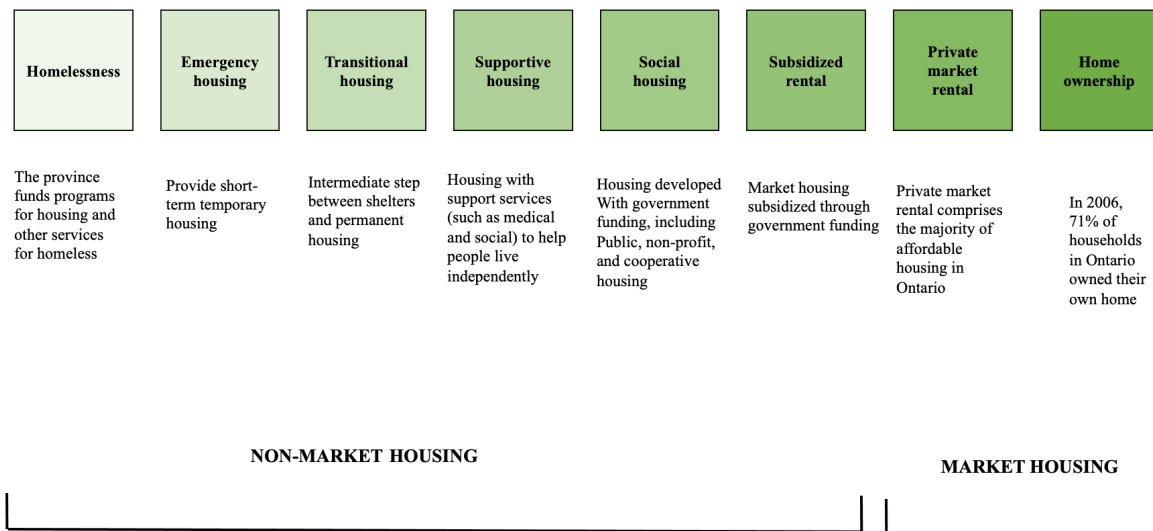 Homelessness
Emergency
housing
Transitional
housing
Supportive
housing
Social
housing
Subsidized
rental
Private
market
rental
Home
ownership
The province
funds programs
for housing and
other services
for homeless
Provide short-
term temporary
housing
Intermediate step
between shelters
and permanent
housing
Housing with
support services
(such as medical
and social) to help
people live
independently
Housing developed
With government
funding, including
Public, non-profit,
and cooperative
housing
Market housing
subsidized through
government funding
Private market
rental comprises
the majority of
affordable
housing in
Ontario
In 2006,
71% of
households
in Ontario
owned their
own home
NON-MARKET HOUSING
MARKET HOUSING